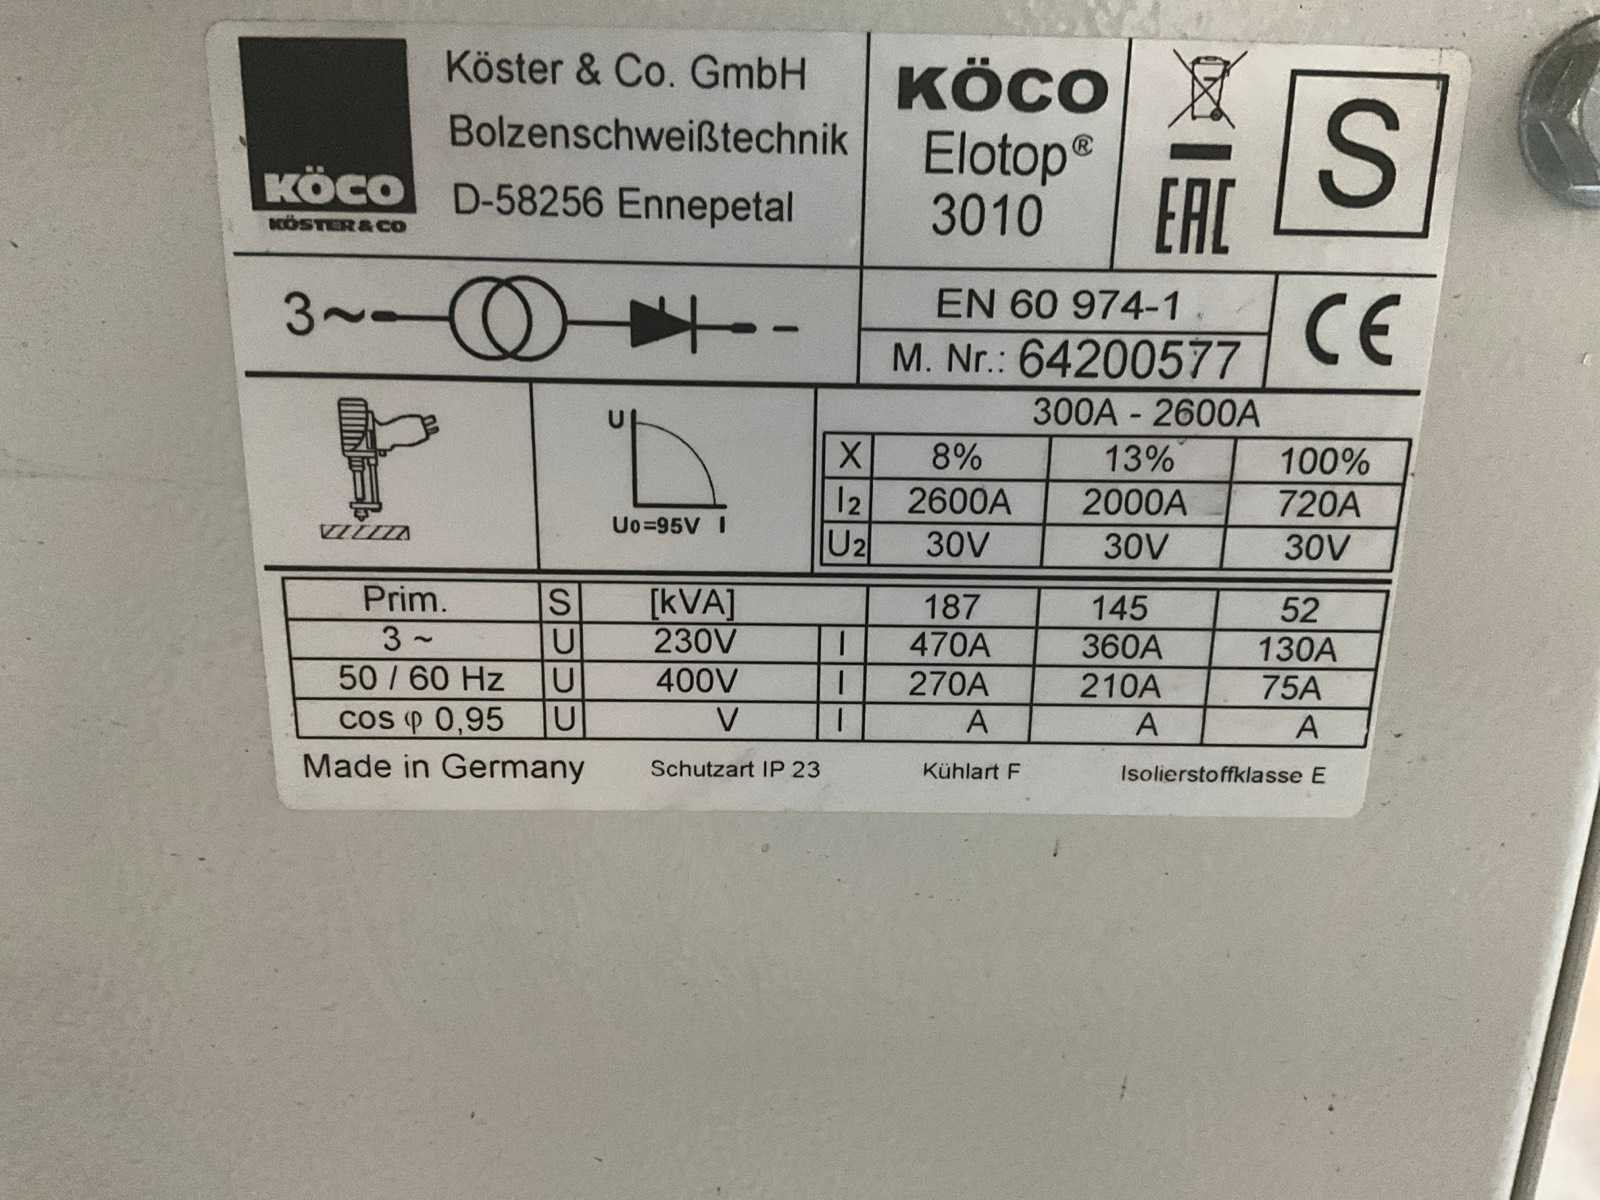 KÖCO
KÖSTER & CO
Köster & Co. GmbH
Bolzenschweißtechnik
D-58256 Ennepetal
KÖCO
Elotop®
3010
EAC
S
3~
EN 60 974-1
M. Nr.: 64200577
CE
U
U0=95V I
300A - 2600A
X 8% 13% 100%
I2 2600A 2000A 720A
U2 30V 30V 30V
Prim. S [kVA] 187 145 52
3 ~ U 230V I 470A 360A 130A
50 / 60 Hz U 400V I 270A 210A 75A
cos φ 0,95 U V I A A A
Made in Germany Schutzart IP 23 Kühlart F Isolierstoffklasse E